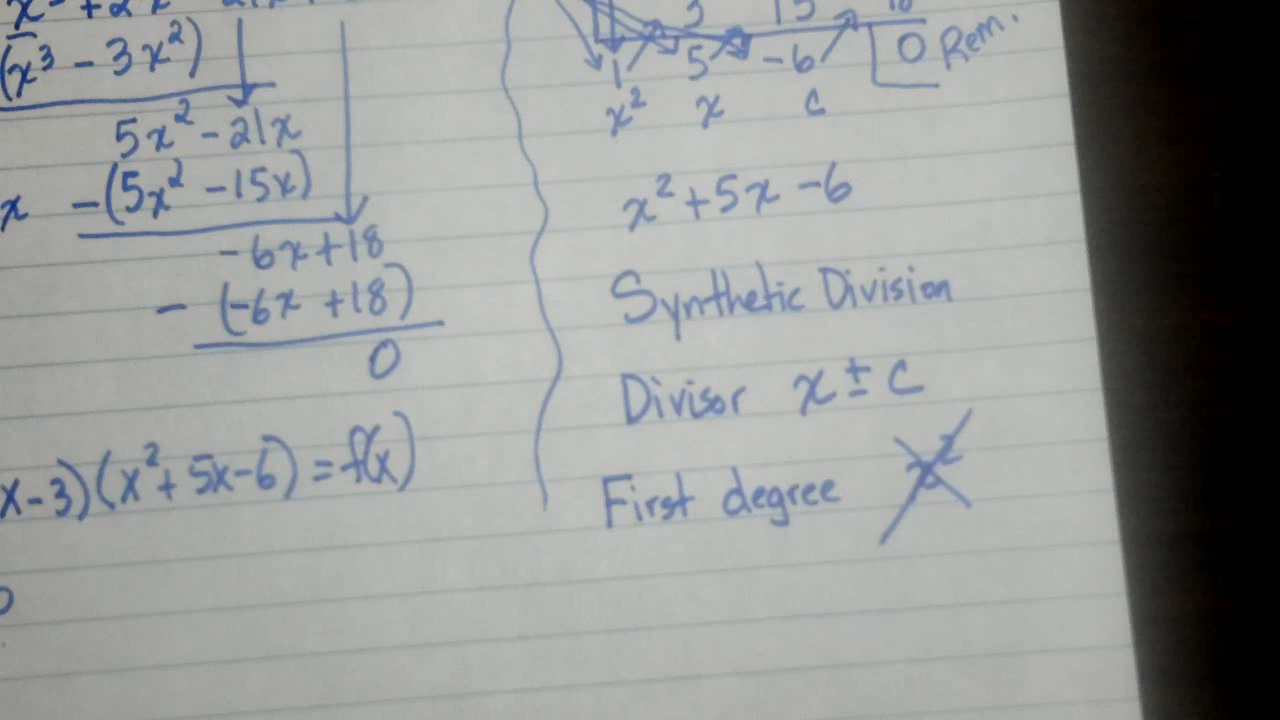 (x³ - 3x²)
5x² - 21x
x -(5x² - 15x)
-6x + 18
- (-6x + 18)
0
x-3)(x² + 5x - 6) = f(x)
3 15
1 5 -6 0 Rem.
x² x c
x² + 5x - 6
Synthetic Division
Divisor x ± c
First degree x²